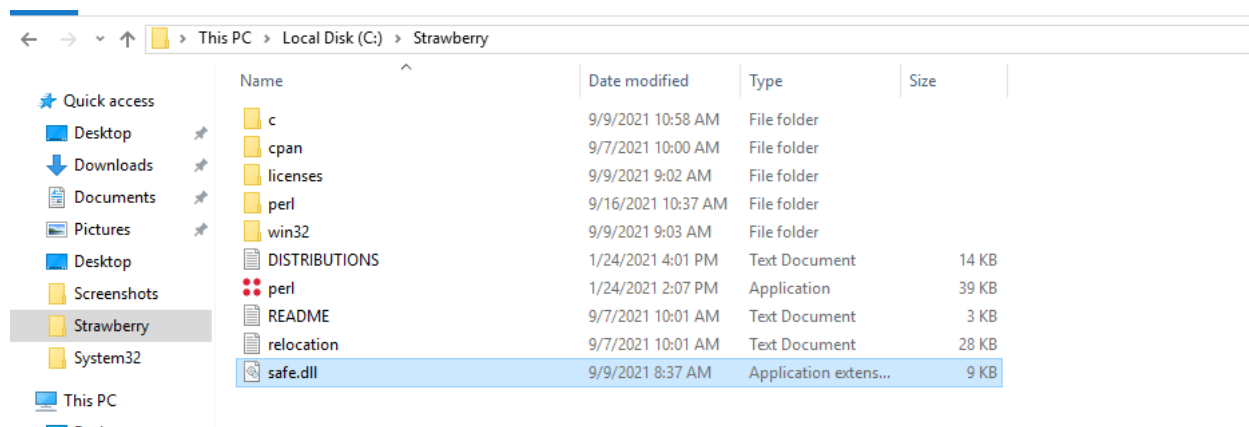 This PC > Local Disk (C:) > Strawberry
Name Date modified Type Size
Quick access
Desktop
Downloads
Documents
Pictures
Desktop
Screenshots
Strawberry
System32
This PC
c 9/9/2021 10:58 AM File folder
cpan 9/7/2021 10:00 AM File folder
licenses 9/9/2021 9:02 AM File folder
perl 9/16/2021 10:37 AM File folder
win32 9/9/2021 9:03 AM File folder
DISTRIBUTIONS 1/24/2021 4:01 PM Text Document 14 KB
perl 1/24/2021 2:07 PM Application 39 KB
README 9/7/2021 10:01 AM Text Document 3 KB
relocation 9/7/2021 10:01 AM Text Document 28 KB
safe.dll 9/9/2021 8:37 AM Application extens... 9 KB